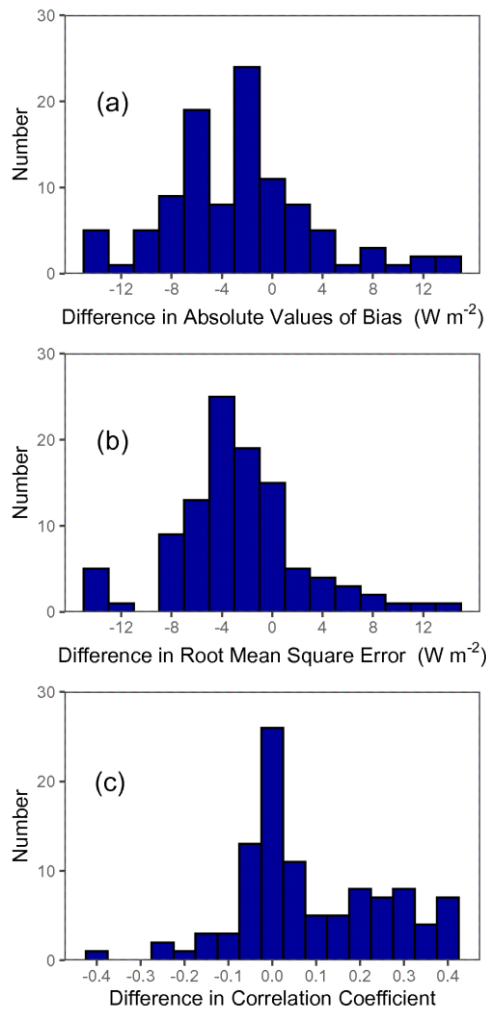 30
20
10
0
Number
(a)
-12 -8 -4 0 4 8 12
Difference in Absolute Values of Bias (W m⁻²)
30
20
10
0
Number
(b)
-12 -8 -4 0 4 8 12
Difference in Root Mean Square Error (W m⁻²)
30
20
10
0
Number
(c)
-0.4 -0.3 -0.2 -0.1 0.0 0.1 0.2 0.3 0.4
Difference in Correlation Coefficient